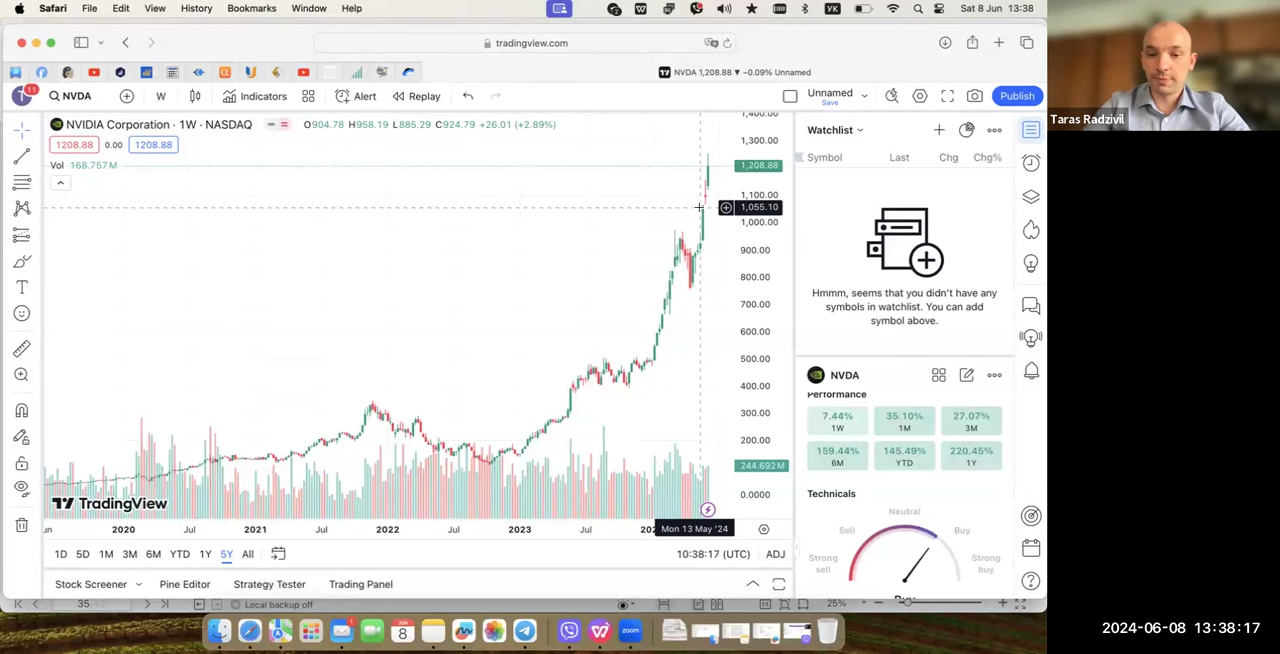 Safari File Edit View History Bookmarks Window Help УК Sat 8 Jun 13:38
tradingview.com
NVDA 1,208.88 ▼ −0.09% Unnamed
T 11 NVDA W Indicators Alert Replay Unnamed Save Publish
NVIDIA Corporation · 1W · NASDAQ O904.78 H958.19 L885.29 C924.79 +26.01 (+2.89%)
1208.88 0.00 1208.88
Vol 168.757M
1,400.00
1,300.00
1,208.88
1,100.00
1,055.10
1,000.00
900.00
800.00
700.00
600.00
500.00
400.00
300.00
200.00
244.692M
0.0000
TradingView
2020 Jul 2021 Jul 2022 Jul 2023 Jul Mon 13 May '24
1D 5D 1M 3M 6M YTD 1Y 5Y All 10:38:17 (UTC) ADJ
Stock Screener Pine Editor Strategy Tester Trading Panel
Watchlist
Symbol Last Chg Chg%
Hmmm, seems that you didn't have any
symbols in watchlist. You can add
symbol above.
NVDA
Performance
7.44% 35.10% 27.07%
1W 1M 3M
159.44% 145.49% 220.45%
6M YTD 1Y
Technicals
Neutral
Sell Buy
Strong sell Strong buy
Buy
35 Local backup off 25%
JUN
8
zoom
Taras Radzivil
2024-06-08 13:38:17